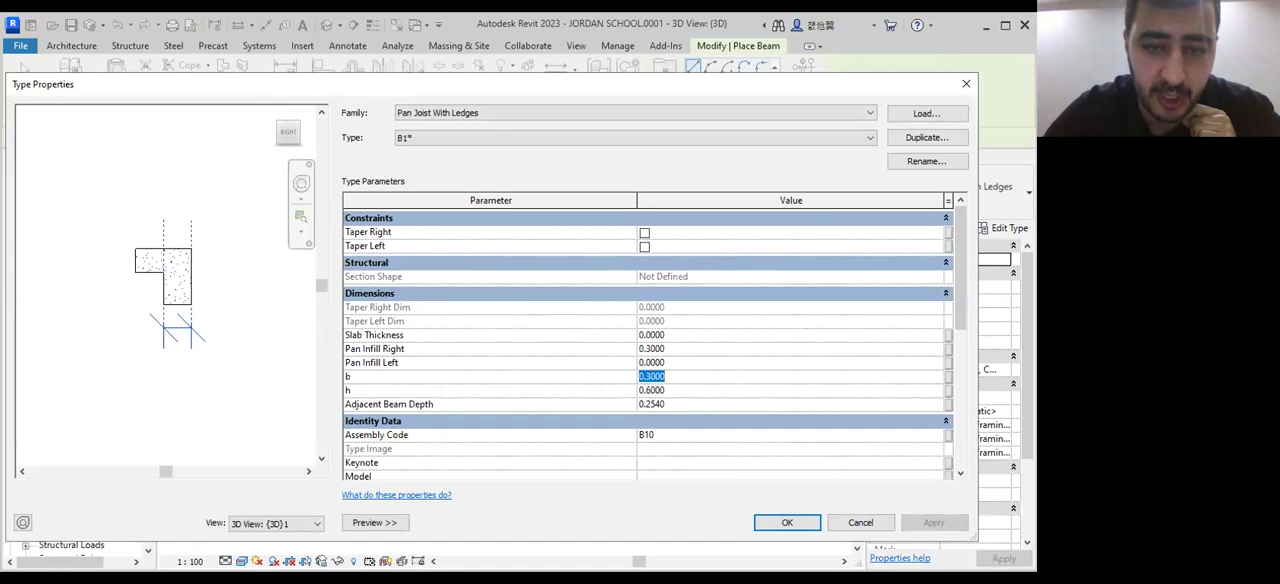 Autodesk Revit 2023 - JORDAN SCHOOL.0001 - 3D View: {3D}
File Architecture Structure Steel Precast Systems Insert Annotate Analyze Massing & Site Collaborate View Manage Add-Ins Modify | Place Beam
Cope
Type Properties
Family: Pan Joist With Ledges Load...
Type: B1* Duplicate...
Rename...
Type Parameters
Parameter Value =
Constraints
Taper Right
Taper Left
Structural
Section Shape Not Defined
Dimensions
Taper Right Dim 0.0000
Taper Left Dim 0.0000
Slab Thickness 0.0000
Pan Infill Right 0.3000
Pan Infill Left 0.0000
b 0.3000
h 0.6000
Adjacent Beam Depth 0.2540
Identity Data
Assembly Code B10
Type Image
Keynote
Model
What do these properties do?
View: 3D View: {3D}1 Preview >> OK Cancel Apply
RIGHT
n Ledges
Edit Type
, C...
atic>
framin...
framin...
framin...
Structural Loads
1 : 100
Properties help Apply